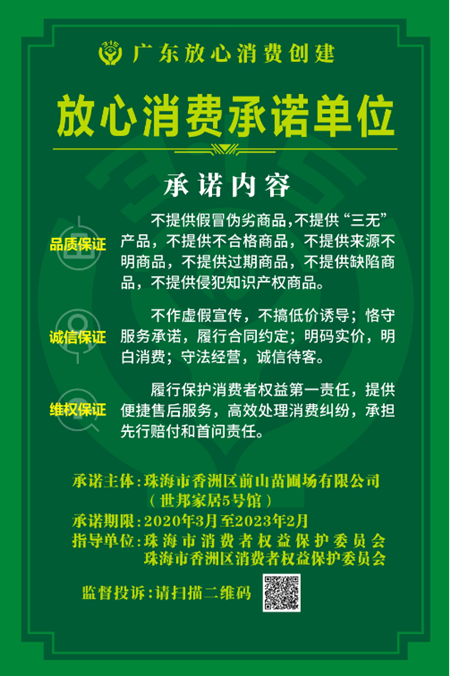 315
广东放心消费创建
放心消费承诺单位
承诺内容
品质保证
不提供假冒伪劣商品,不提供“三无”
产品，不提供不合格商品，不提供来源不
明商品，不提供过期商品，不提供缺陷商
品，不提供侵犯知识产权商品。
诚信保证
不作虚假宣传，不搞低价诱导；恪守
服务承诺，履行合同约定；明码实价，明
白消费；守法经营，诚信待客。
维权保证
履行保护消费者权益第一责任，提供
便捷售后服务，高效处理消费纠纷，承担
先行赔付和首问责任。
承诺主体:珠海市香洲区前山苗圃场有限公司
（世邦家居5号馆）
承诺期限:2020年3月至2023年2月
指导单位:珠海市消费者权益保护委员会
珠海市香洲区消费者权益保护委员会
监督投诉:请扫描二维码